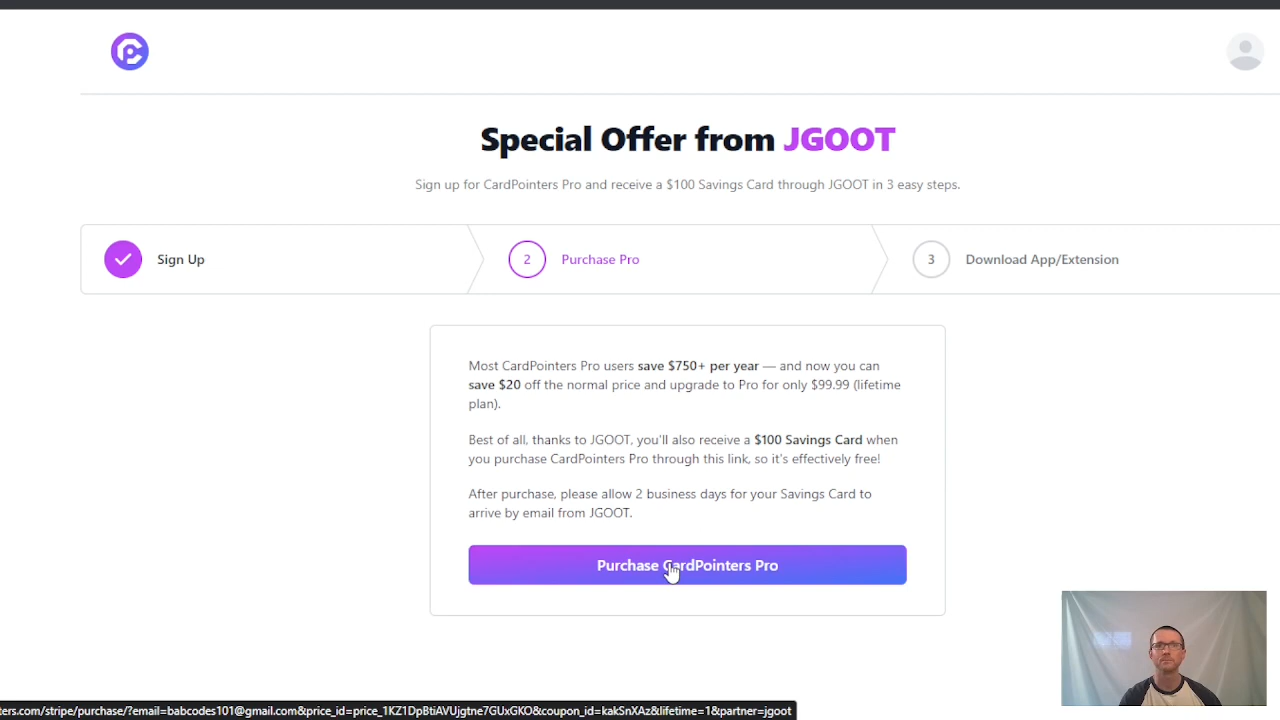 Special Offer from JGOOT
Sign up for CardPointers Pro and receive a $100 Savings Card through JGOOT in 3 easy steps.
Sign Up
2
Purchase Pro
3
Download App/Extension
Most CardPointers Pro users save $750+ per year — and now you can
save $20 off the normal price and upgrade to Pro for only $99.99 (lifetime
plan).
Best of all, thanks to JGOOT, you'll also receive a $100 Savings Card when
you purchase CardPointers Pro through this link, so it's effectively free!
After purchase, please allow 2 business days for your Savings Card to
arrive by email from JGOOT.
Purchase CardPointers Pro
ters.com/stripe/purchase/?email=babcodes101@gmail.com&price_id=price_1KZ1DpBtiAVUjgtne7GUxGKO&coupon_id=kakSnXAz&lifetime=1&partner=jgoot